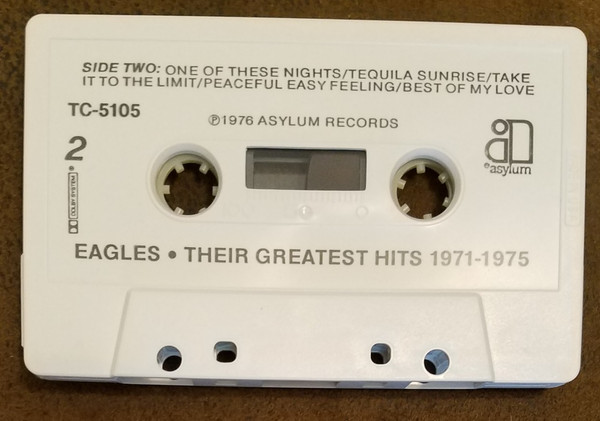 SIDE TWO: ONE OF THESE NIGHTS/TEQUILA SUNRISE/TAKE
IT TO THE LIMIT/PEACEFUL EASY FEELING/BEST OF MY LOVE
TC-5105
℗1976 ASYLUM RECORDS
2
asylum
DOLBY SYSTEM
EAGLES • THEIR GREATEST HITS 1971-1975